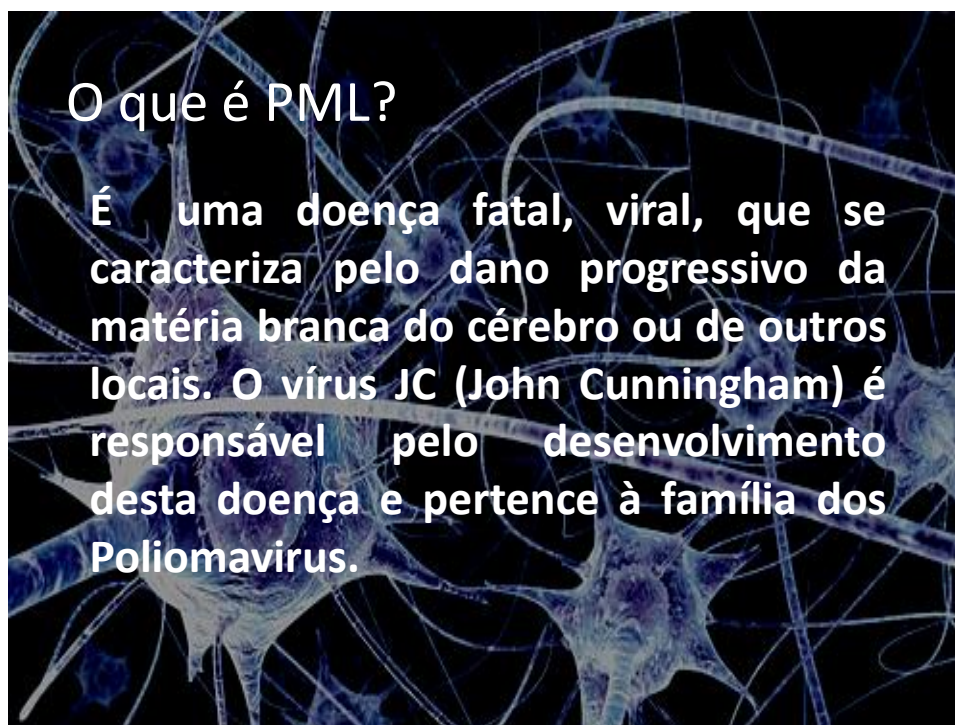 O que é PML?
É uma doença fatal, viral, que se
caracteriza pelo dano progressivo da
matéria branca do cérebro ou de outros
locais. O vírus JC (John Cunningham) é
responsável pelo desenvolvimento
desta doença e pertence à família dos
Poliomavirus.